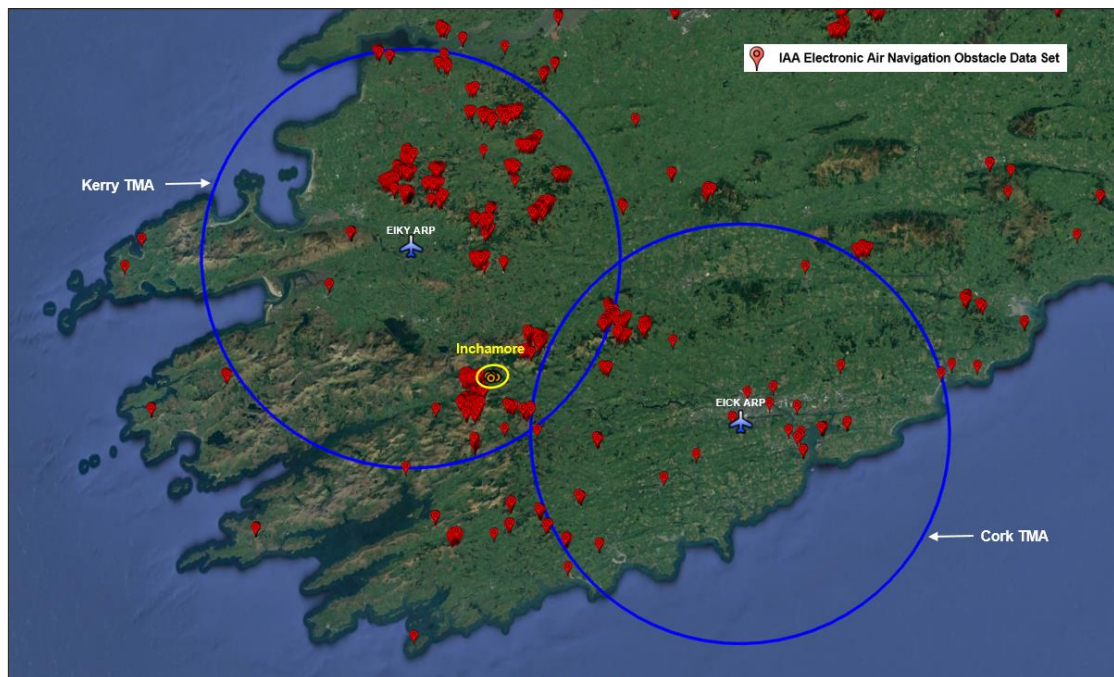 IAA Electronic Air Navigation Obstacle Data Set
Kerry TMA
EIKY ARP
Inchamore
EICK ARP
Cork TMA